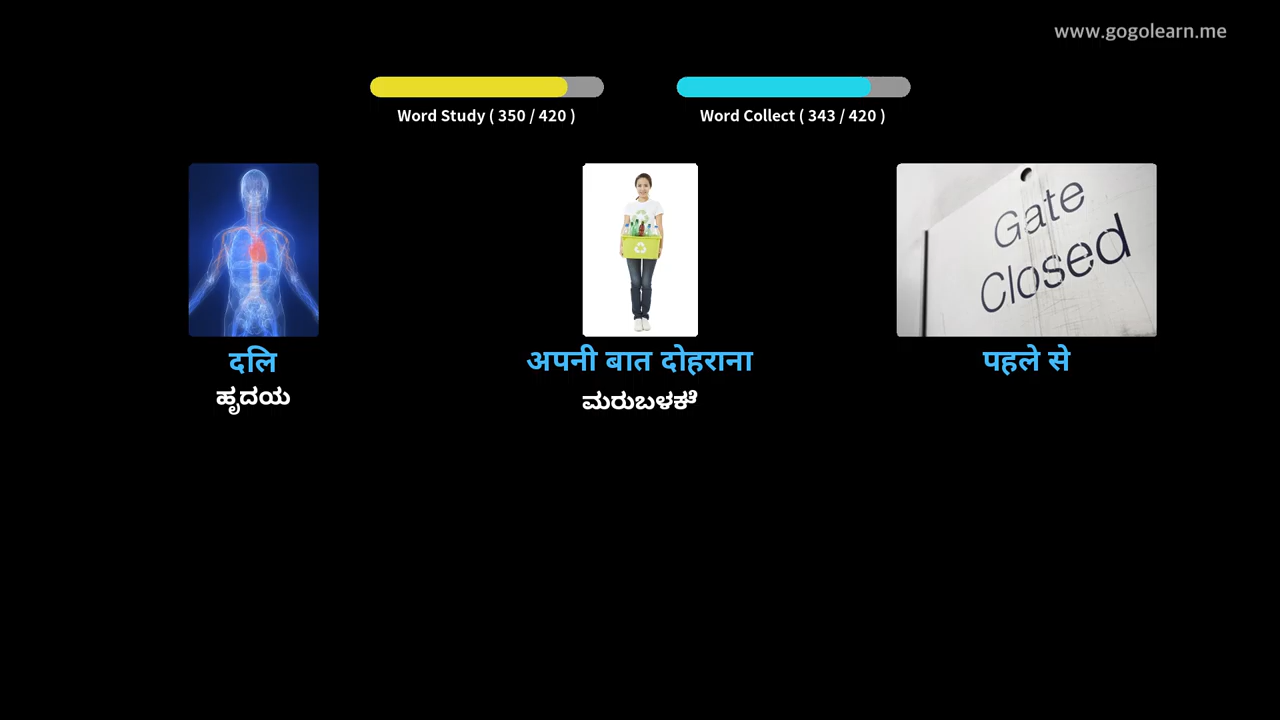 www.gogolearn.me
Word Study ( 350 / 420 )
Word Collect ( 343 / 420 )
Gate
Closed
दलि
अपनी बात दोहराना
पहले से
ಹೃದಯ
ಮರುಬಳಕೆ